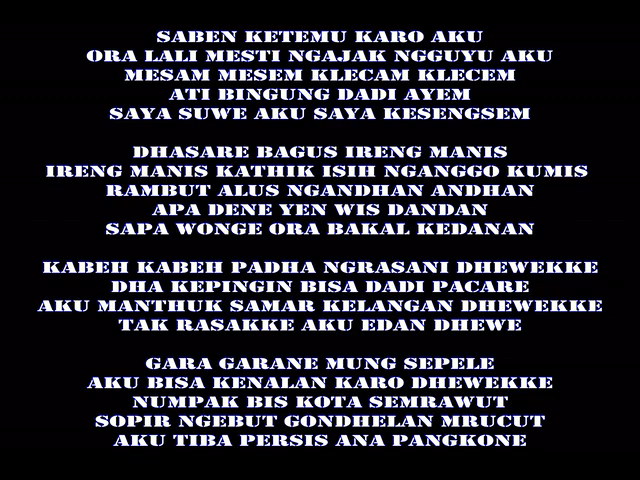 SABEN KETEMU KARO AKU
ORA LALI MESTI NGAJAK NGGUYU AKU
MESAM MESEM KLECAM KLECEM
ATI BINGUNG DADI AYEM
SAYA SUWE AKU SAYA KESENGSEM
DHASARE BAGUS IRENG MANIS
IRENG MANIS KATHIK ISIH NGANGGO KUMIS
RAMBUT ALUS NGANDHAN ANDHAN
APA DENE YEN WIS DANDAN
SAPA WONGE ORA BAKAL KEDANAN
KABEH KABEH PADHA NGRASANI DHEWEKKE
DHA KEPINGIN BISA DADI PACARE
AKU MANTHUK SAMAR KELANGAN DHEWEKKE
TAK RASAKKE AKU EDAN DHEWE
GARA GARANE MUNG SEPELE
AKU BISA KENALAN KARO DHEWEKKE
NUMPAK BIS KOTA SEMRAWUT
SOPIR NGEBUT GONDHELAN MRUCUT
AKU TIBA PERSIS ANA PANGKONE